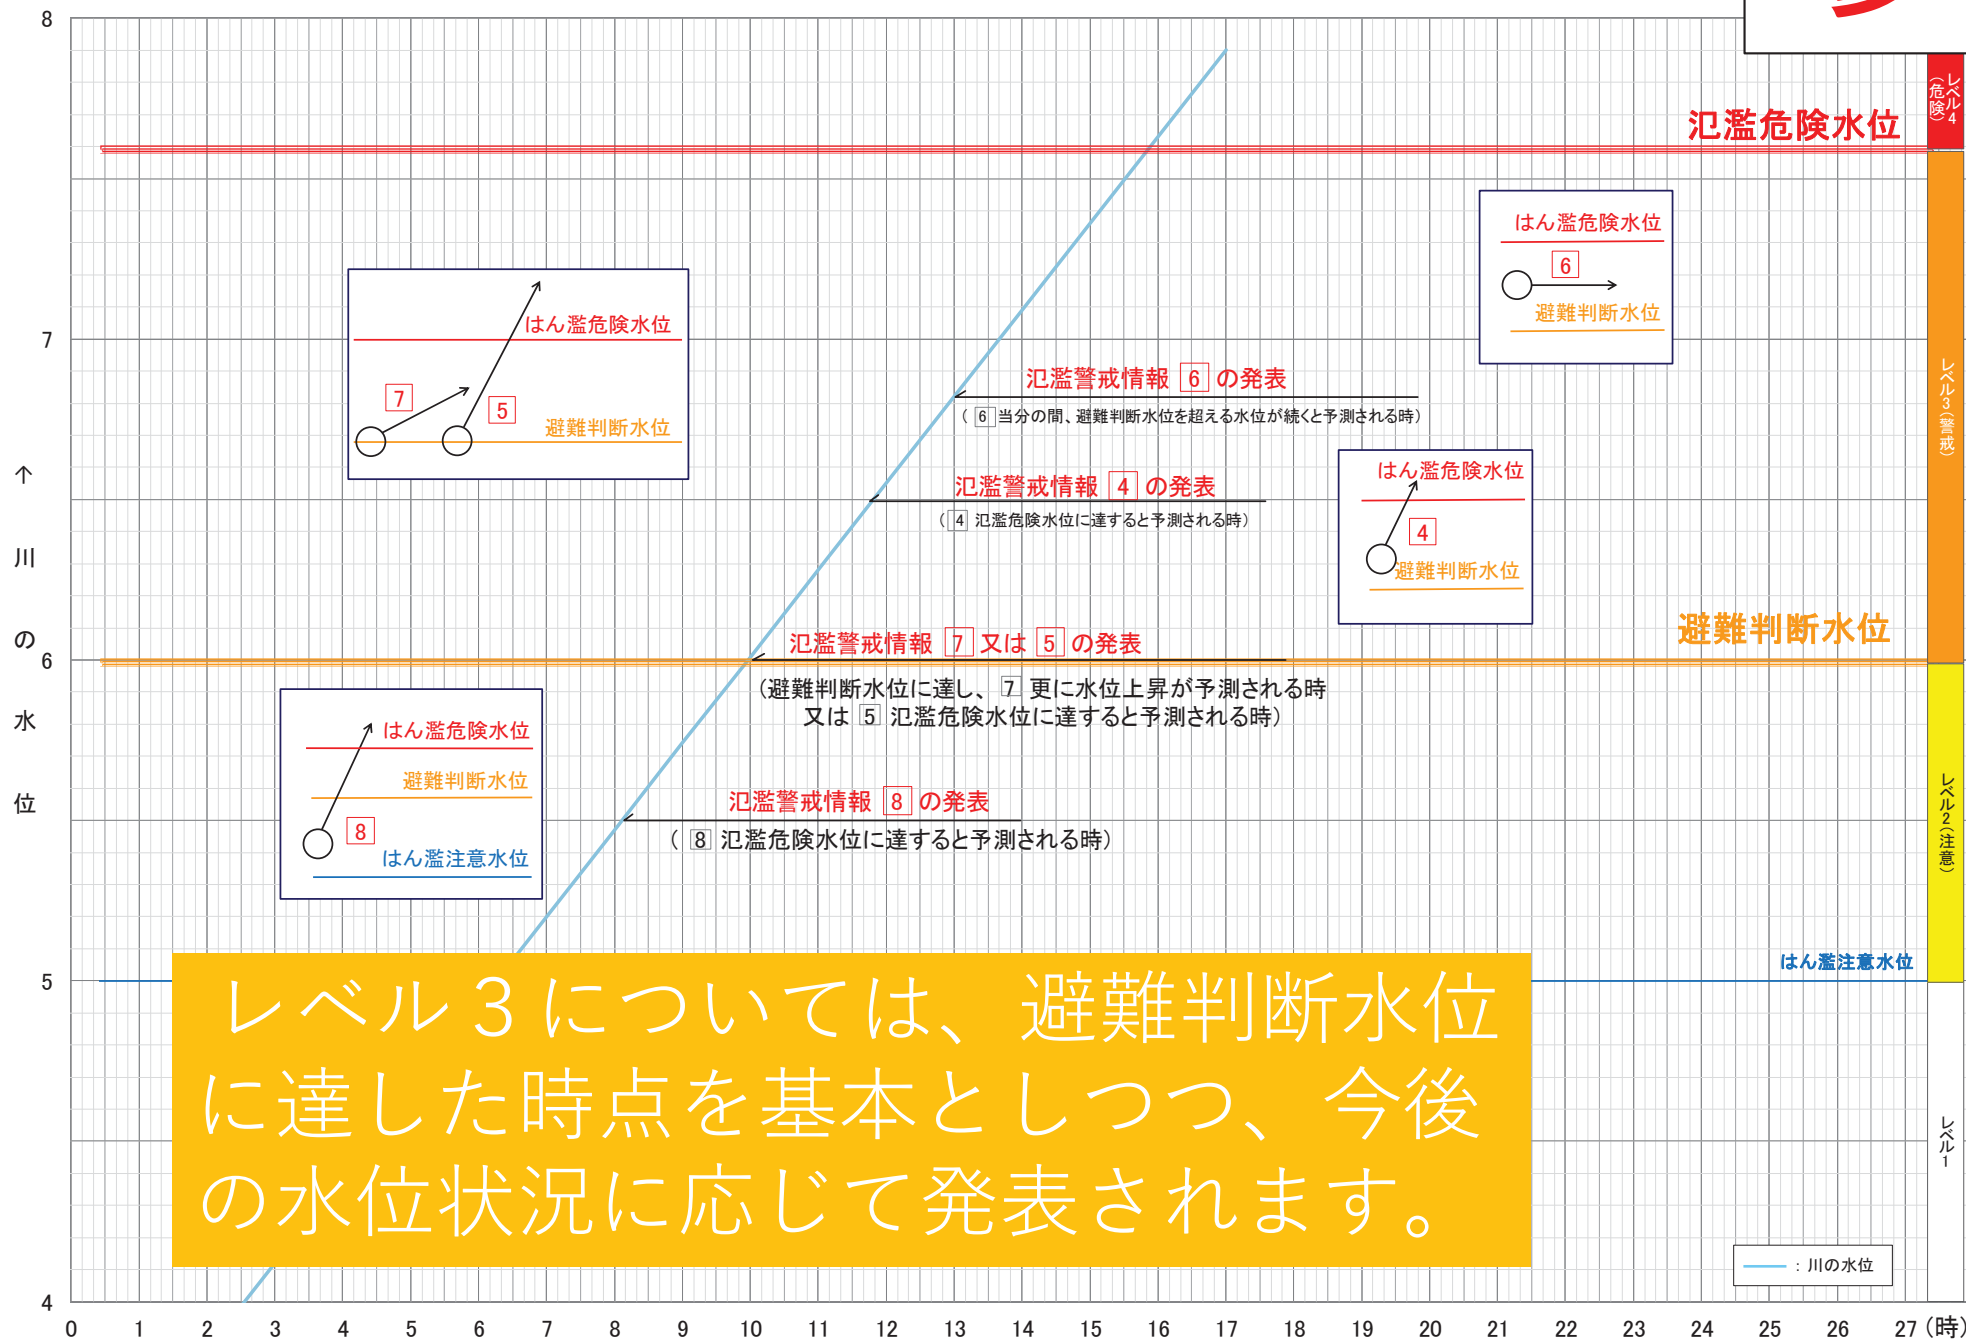 8
7
6
5
4
↑川の水位
0 1 2 3 4 5 6 7 8 9 10 11 12 13 14 15 16 17 18 19 20 21 22 23 24 25 26 27 (時)
氾濫危険水位
レベル4
(危険)
はん濫危険水位
6
避難判断水位
はん濫危険水位
7
5
避難判断水位
氾濫警戒情報 6 の発表
( 6 当分の間、避難判断水位を超える水位が続くと予測される時)
レベル3(警戒)
氾濫警戒情報 4 の発表
( 4 氾濫危険水位に達すると予測される時)
はん濫危険水位
4
避難判断水位
避難判断水位
氾濫警戒情報 7 又は 5 の発表
(避難判断水位に達し、 7 更に水位上昇が予測される時
又は 5 氾濫危険水位に達すると予測される時)
はん濫危険水位
避難判断水位
8
はん濫注意水位
氾濫警戒情報 8 の発表
( 8 氾濫危険水位に達すると予測される時)
レベル2(注意)
はん濫注意水位
レベル3については、避難判断水位
に達した時点を基本としつつ、今後
の水位状況に応じて発表されます。
レベル1
: 川の水位